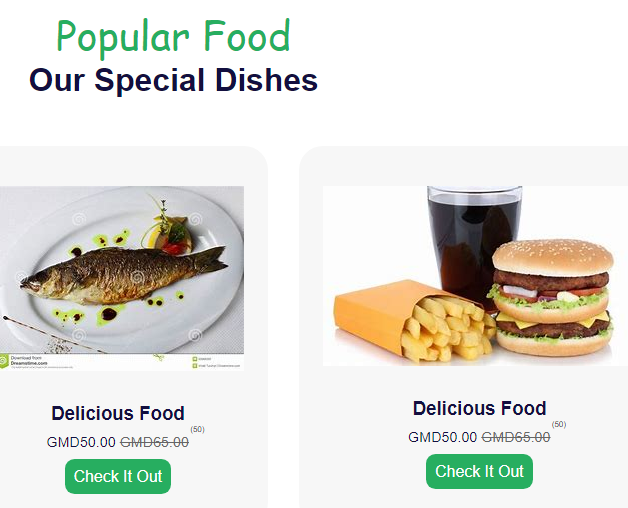 Popular Food
Our Special Dishes
Download from
Dreamstime.com
Delicious Food
(50)
GMD50.00 GMD65.00
Check It Out
Delicious Food
(50)
GMD50.00 GMD65.00
Check It Out